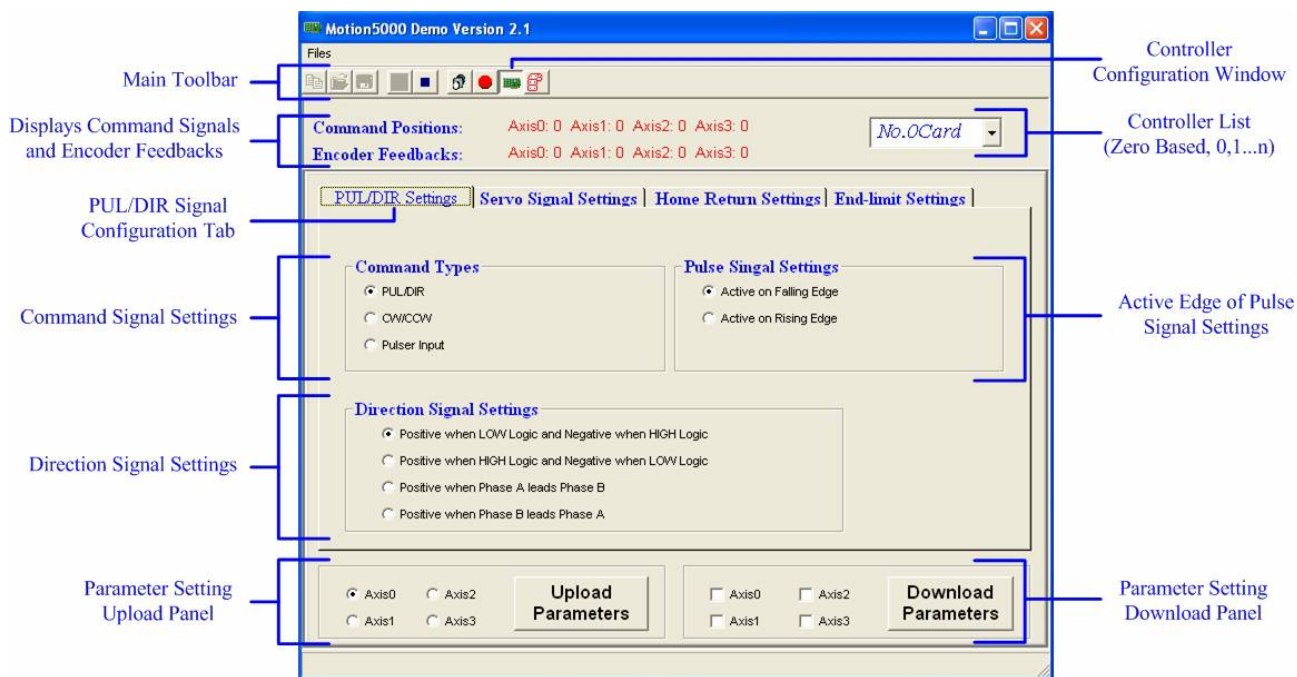 Motion5000 Demo Version 2.1
Files
Main Toolbar
Controller
Configuration Window
Displays Command Signals
and Encoder Feedbacks
Command Positions: Axis0: 0 Axis1: 0 Axis2: 0 Axis3: 0
Encoder Feedbacks: Axis0: 0 Axis1: 0 Axis2: 0 Axis3: 0
No.0Card
Controller List
(Zero Based, 0,1...n)
PUL/DIR Signal
Configuration Tab
PUL/DIR Settings Servo Signal Settings Home Return Settings End-limit Settings
Command Signal Settings
Command Types
PUL/DIR
CW/CCW
Pulser Input
Pulse Singal Settings
Active on Falling Edge
Active on Rising Edge
Active Edge of Pulse
Signal Settings
Direction Signal Settings
Direction Signal Settings
Positive when LOW Logic and Negative when HIGH Logic
Positive when HIGH Logic and Negative when LOW Logic
Positive when Phase A leads Phase B
Positive when Phase B leads Phase A
Parameter Setting
Upload Panel
Axis0 Axis2
Axis1 Axis3
Upload
Parameters
Axis0 Axis2
Axis1 Axis3
Download
Parameters
Parameter Setting
Download Panel